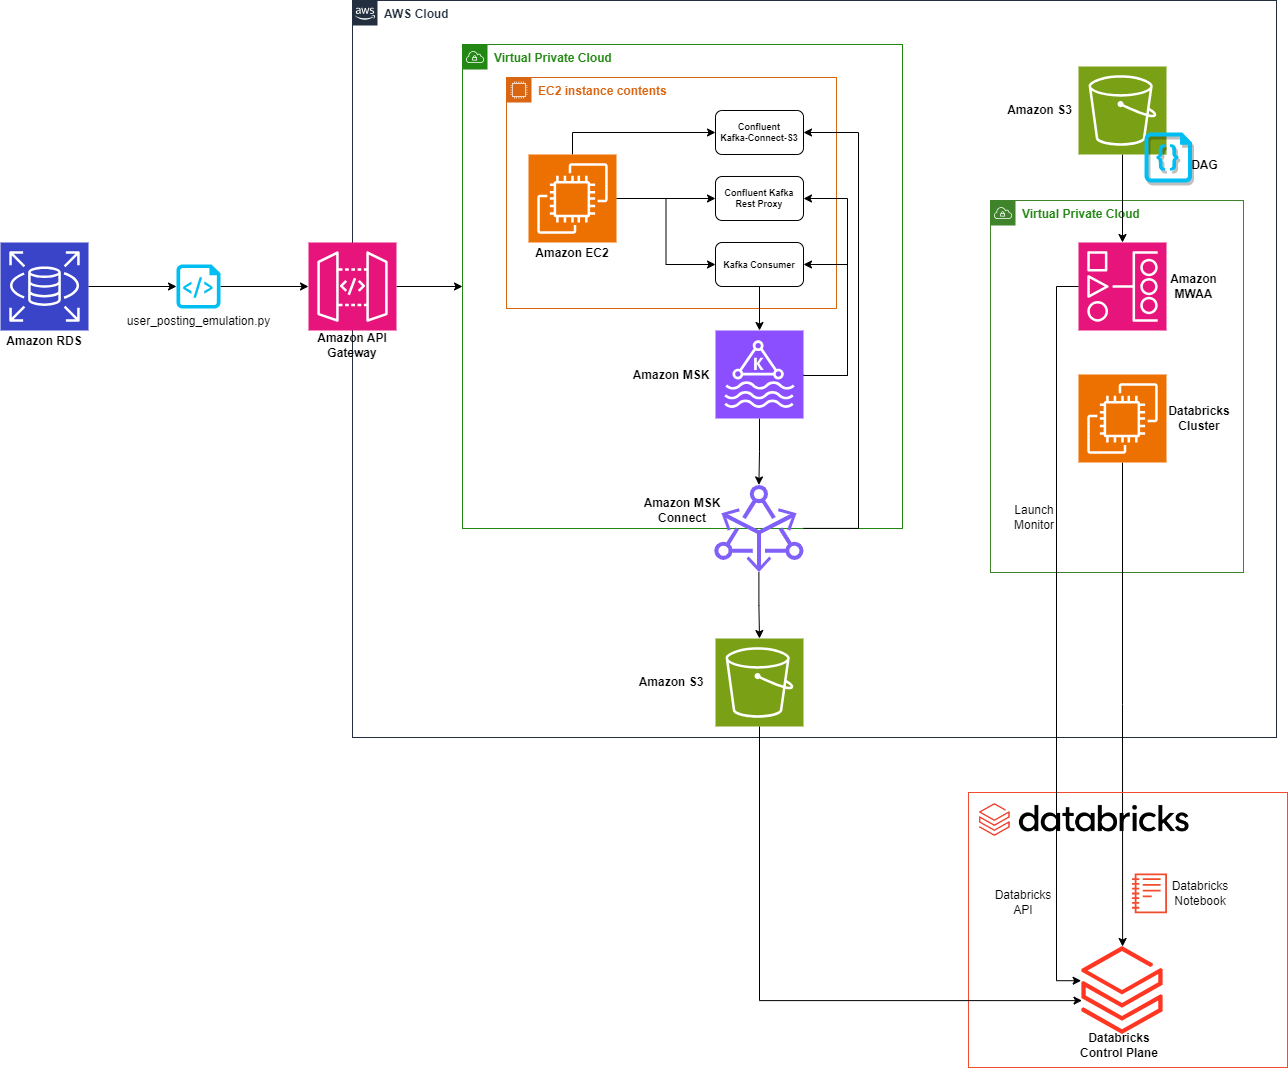 aws
AWS Cloud
Virtual Private Cloud
EC2 instance contents
Confluent
Kafka-Connect-S3
Confluent Kafka
Rest Proxy
Kafka Consumer
Amazon EC2
Amazon RDS
user_posting_emulation.py
Amazon API
Gateway
K
Amazon MSK
Amazon MSK
Connect
Amazon S3
Amazon S3
DAG
Virtual Private Cloud
Amazon
MWAA
Databricks
Cluster
Launch
Monitor
databricks
Databricks
API
Databricks
Notebook
Databricks
Control Plane